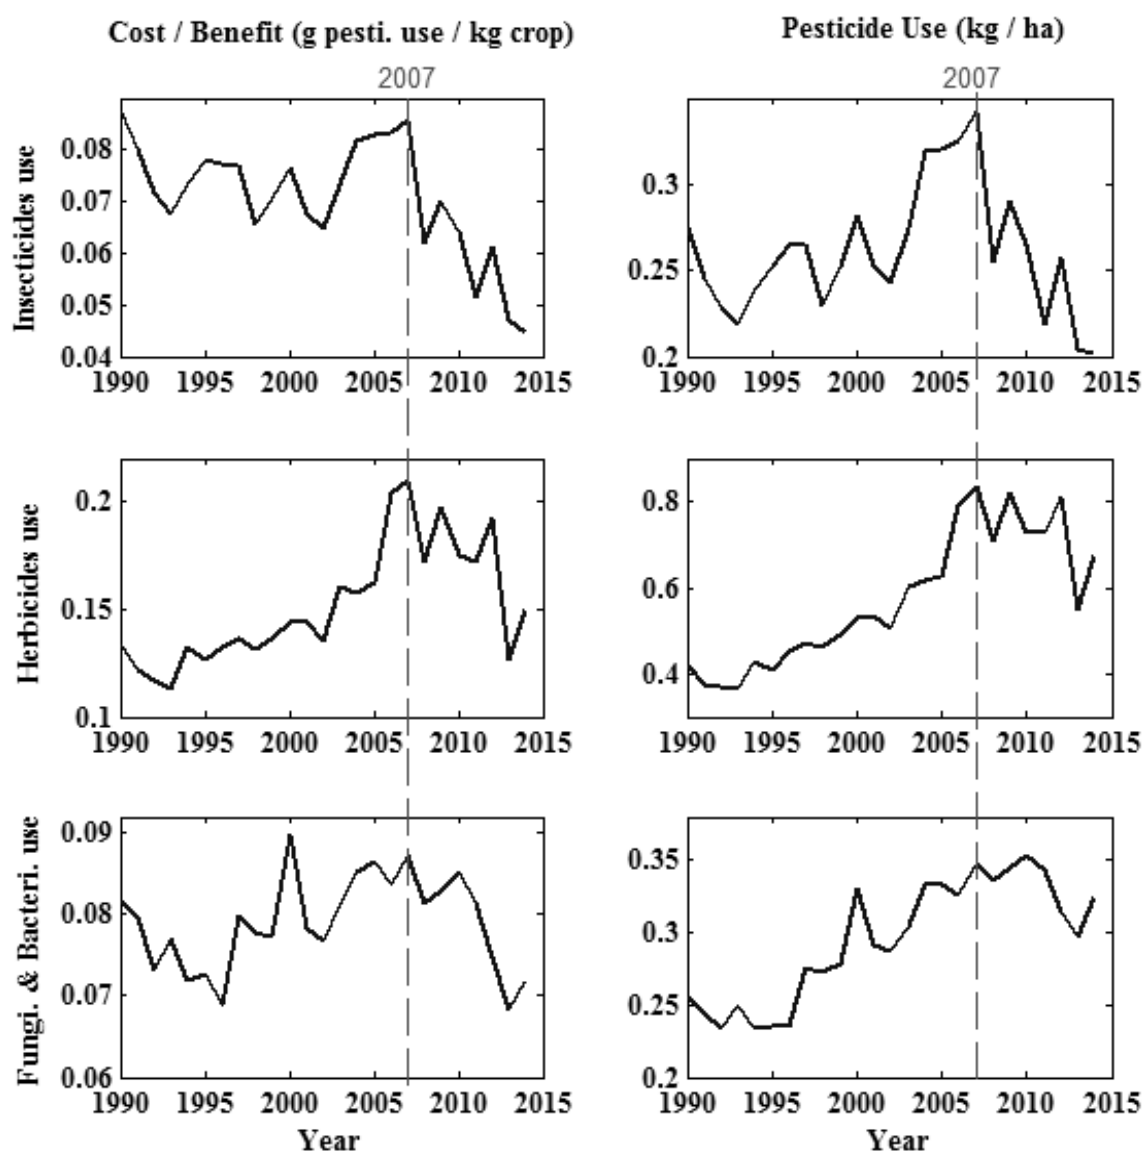 Cost / Benefit (g pesti. use / kg crop)
Pesticide Use (kg / ha)
2007
2007
Insecticides use
0.08
0.07
0.06
0.05
0.04
1990 1995 2000 2005 2010 2015
0.3
0.25
0.2
1990 1995 2000 2005 2010 2015
Herbicides use
0.2
0.15
0.1
1990 1995 2000 2005 2010 2015
0.8
0.6
0.4
1990 1995 2000 2005 2010 2015
Fungi. & Bacteri. use
0.09
0.08
0.07
0.06
1990 1995 2000 2005 2010 2015
Year
0.35
0.3
0.25
0.2
1990 1995 2000 2005 2010 2015
Year